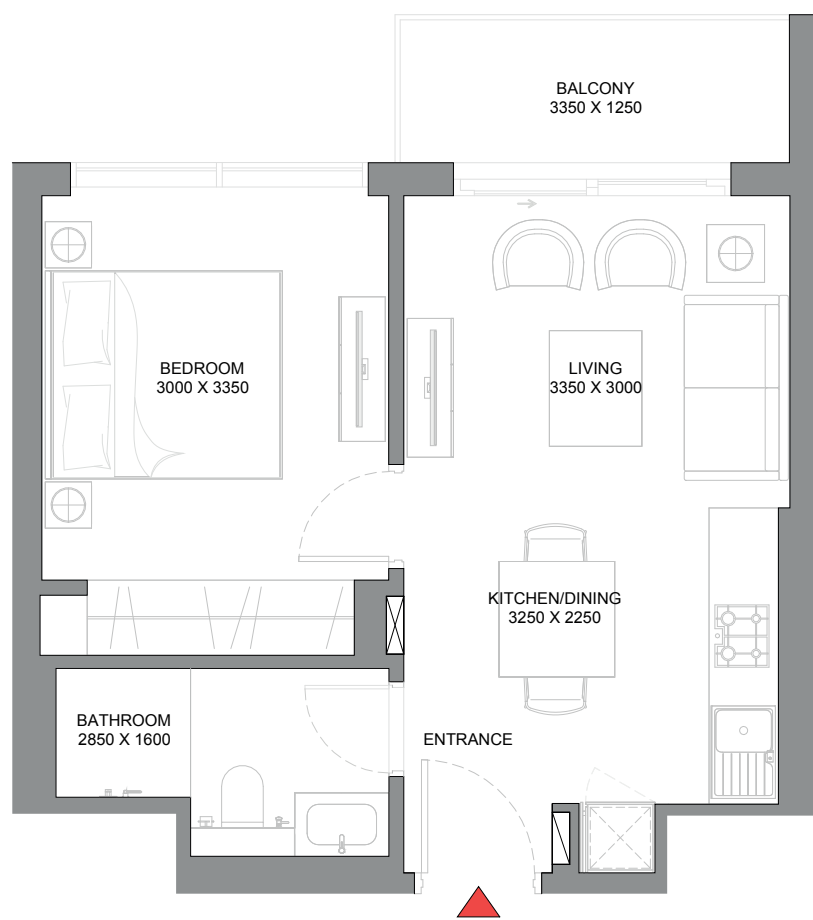 BALCONY
3350 X 1250
BEDROOM
3000 X 3350
LIVING
3350 X 3000
KITCHEN/DINING
3250 X 2250
BATHROOM
2850 X 1600
ENTRANCE